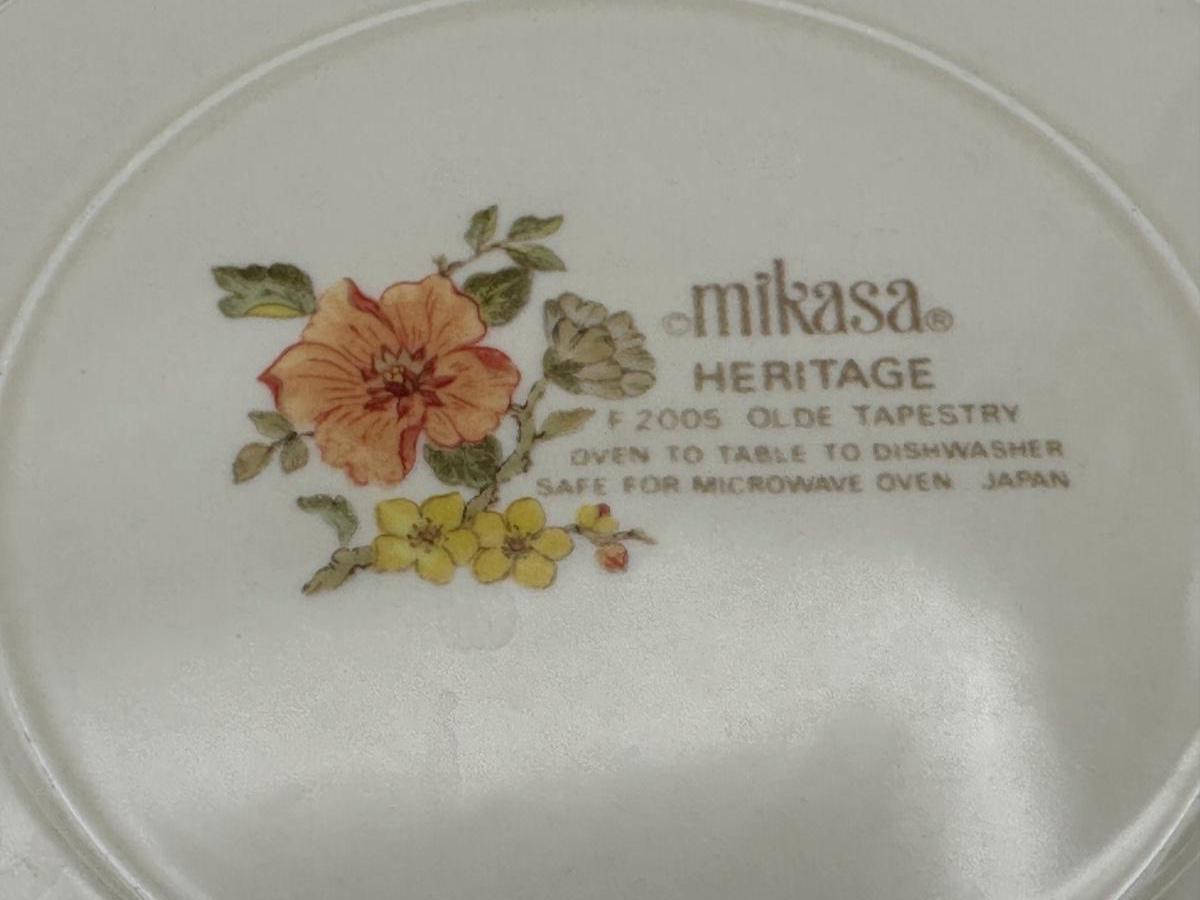 ©mikasa®
HERITAGE
F 2005 OLDE TAPESTRY
OVEN TO TABLE TO DISHWASHER
SAFE FOR MICROWAVE OVEN JAPAN